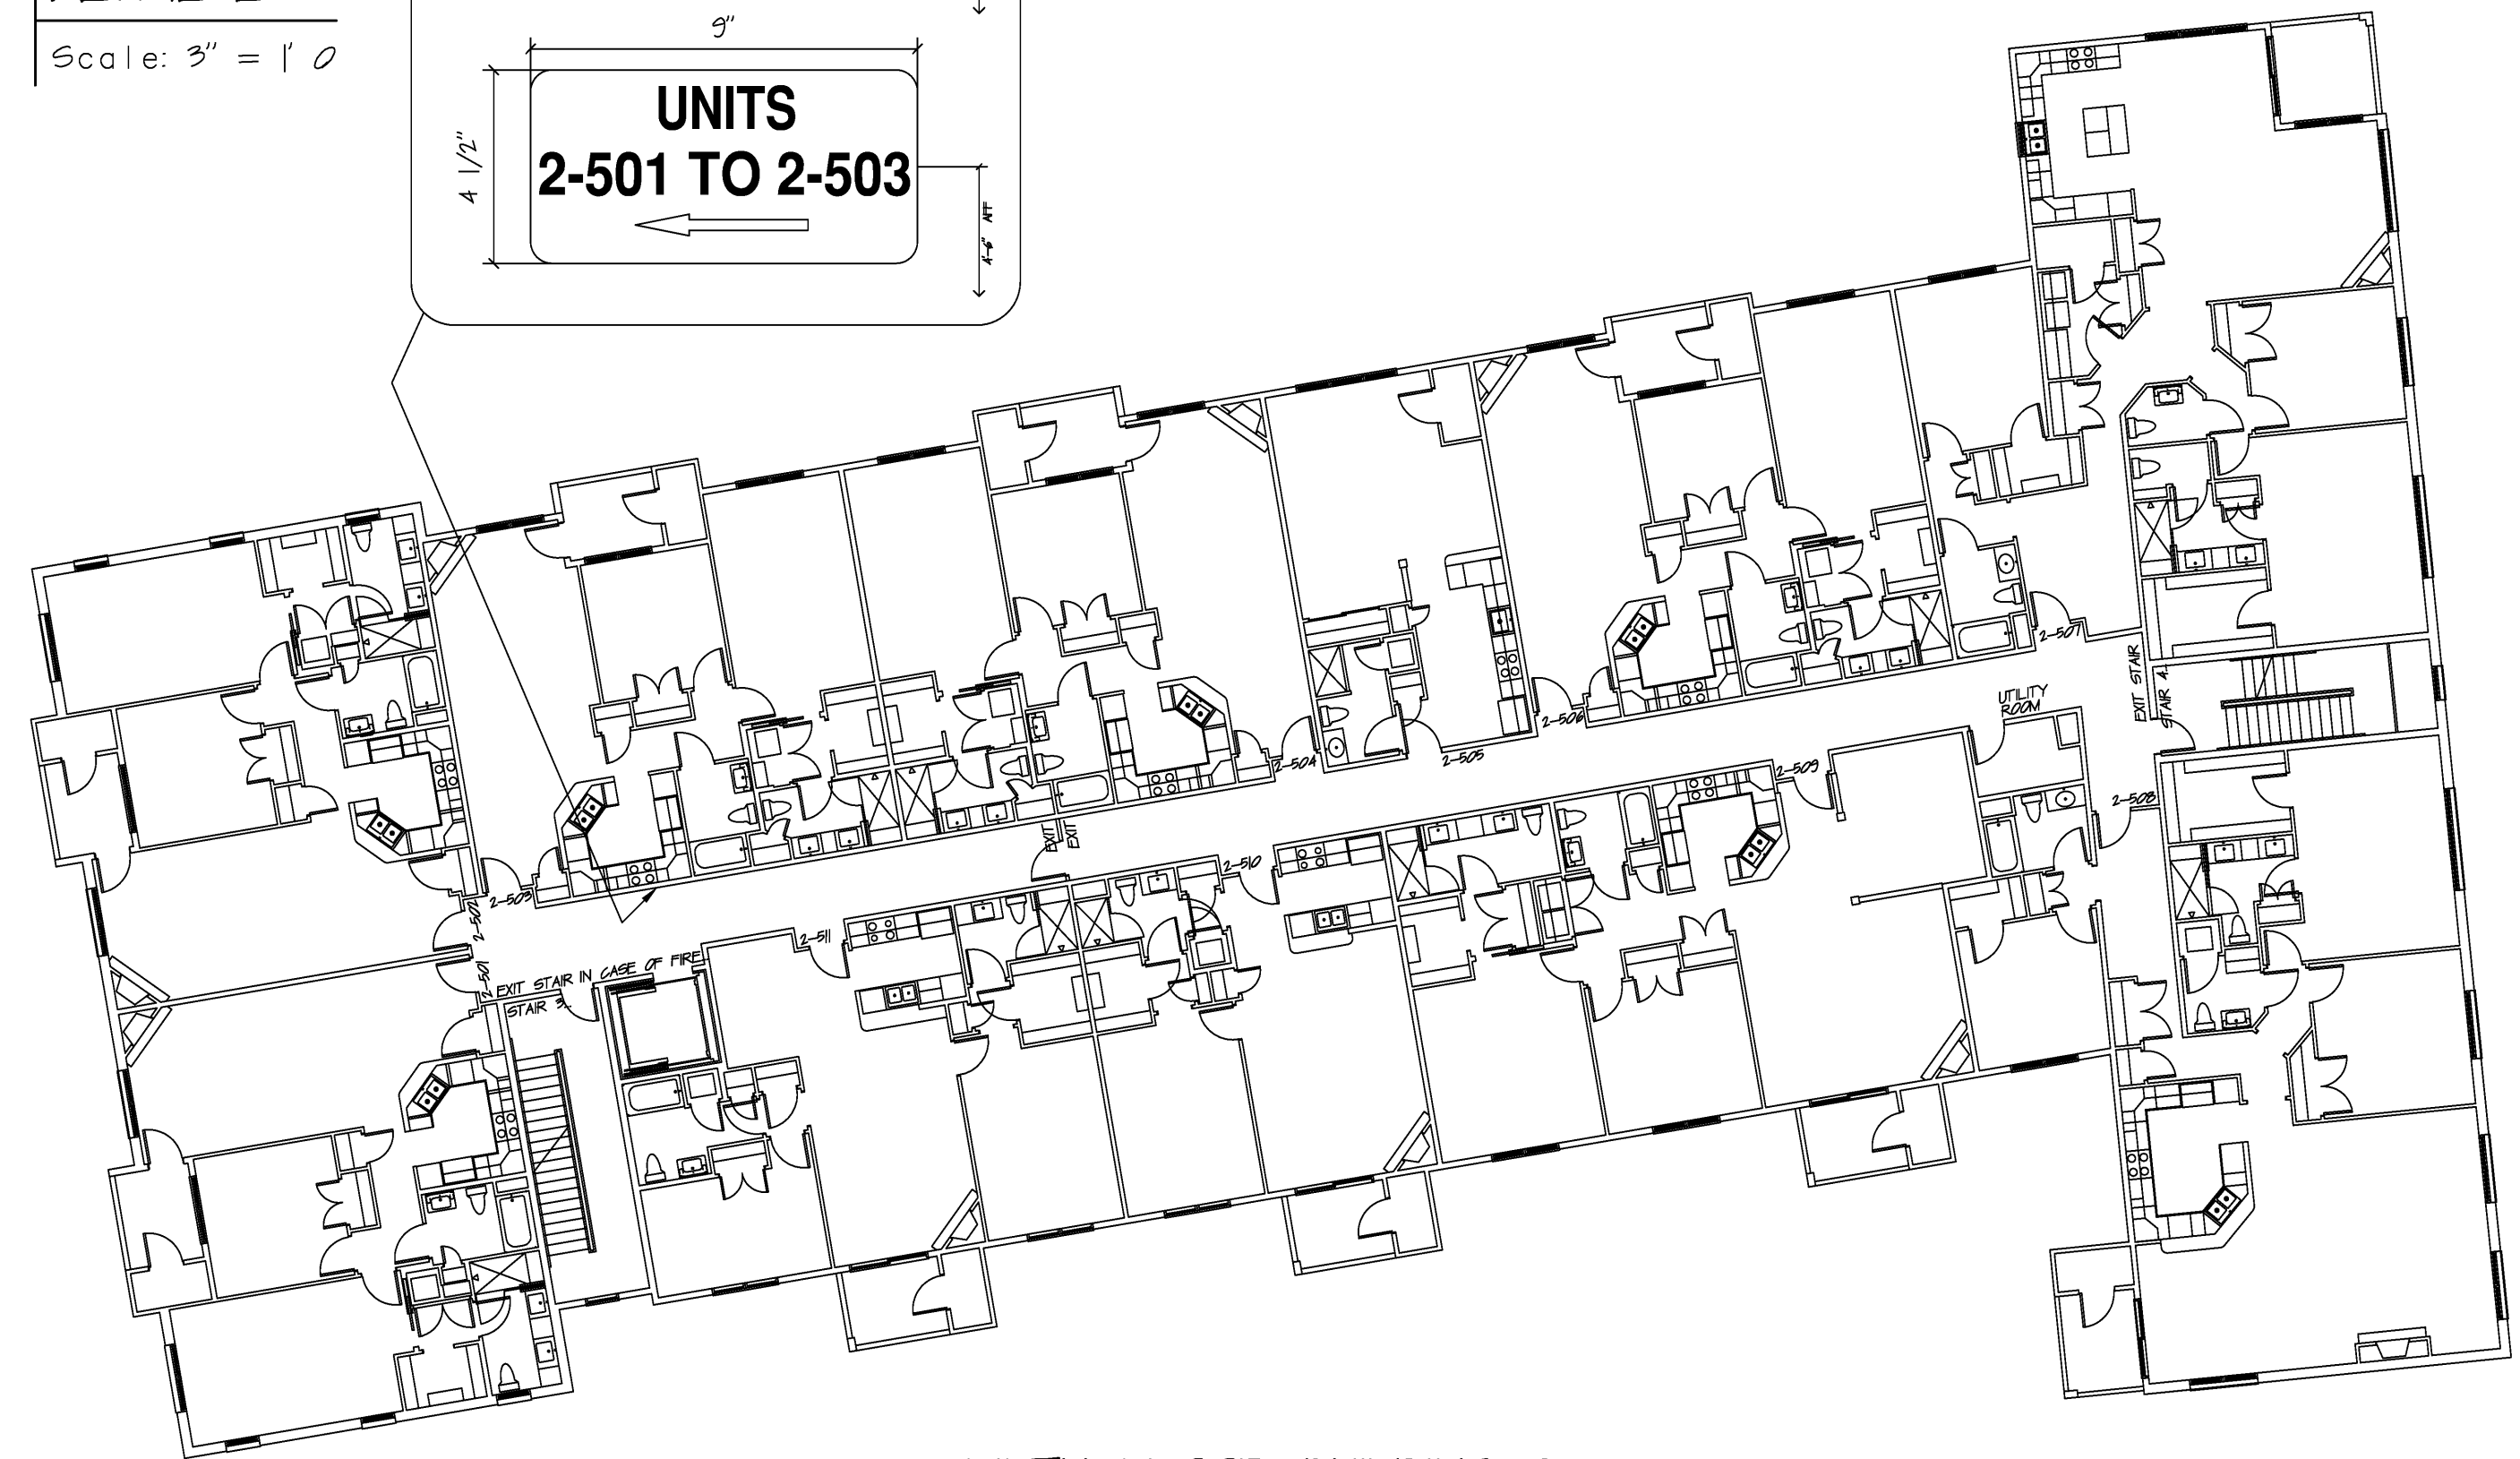 Scale: 3" = 1' 0
9"
4 1/2"
UNITS
2-501 TO 2-503
4'-6" AFF
2-507
EXIT STAIR
STAIR 4
UTILITY
ROOM
2-506
2-505
2-504
2-509
2-508
EXIT
EXIT
2-510
2-503
2-502
2-511
2-501
EXIT STAIR IN CASE OF FIRE
STAIR 3